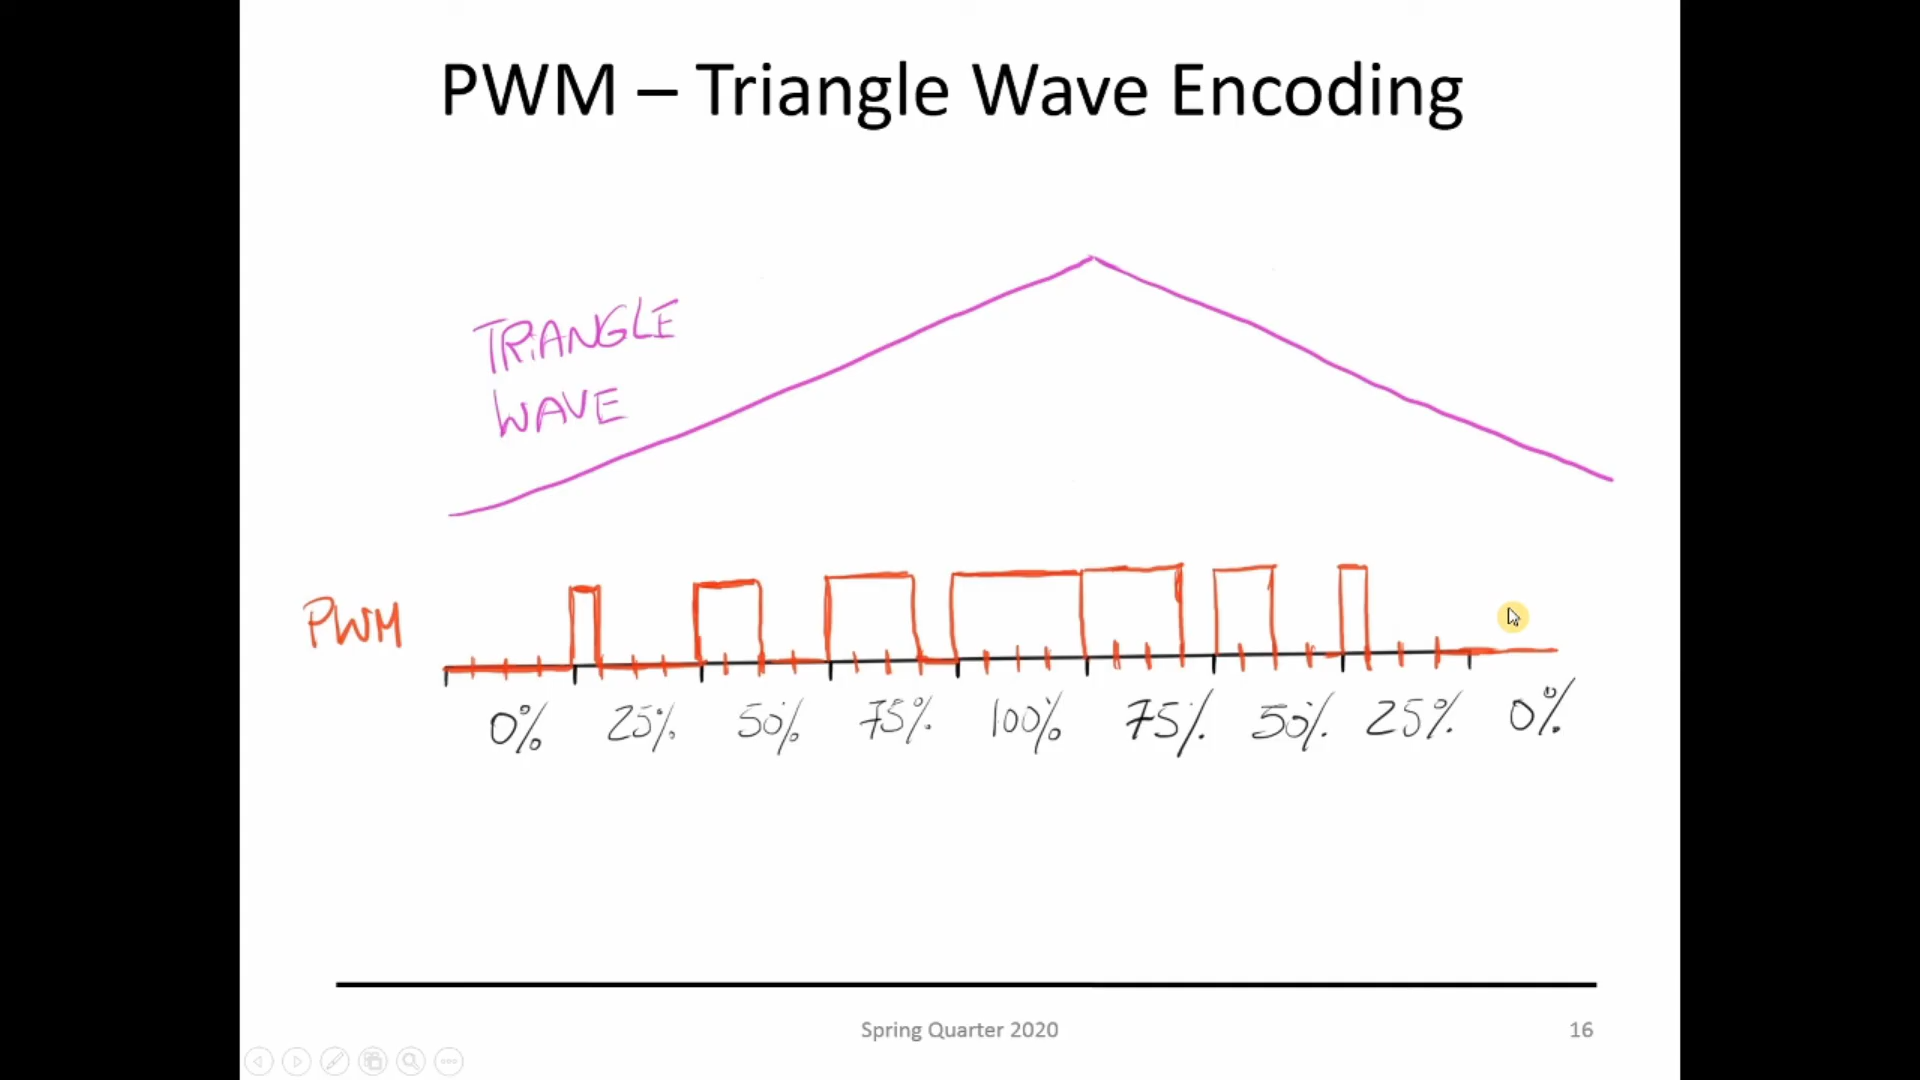 PWM – Triangle Wave Encoding
TRIANGLE
WAVE
PWM
0% 25% 50% 75% 100% 75% 50% 25% 0%
Spring Quarter 2020
16